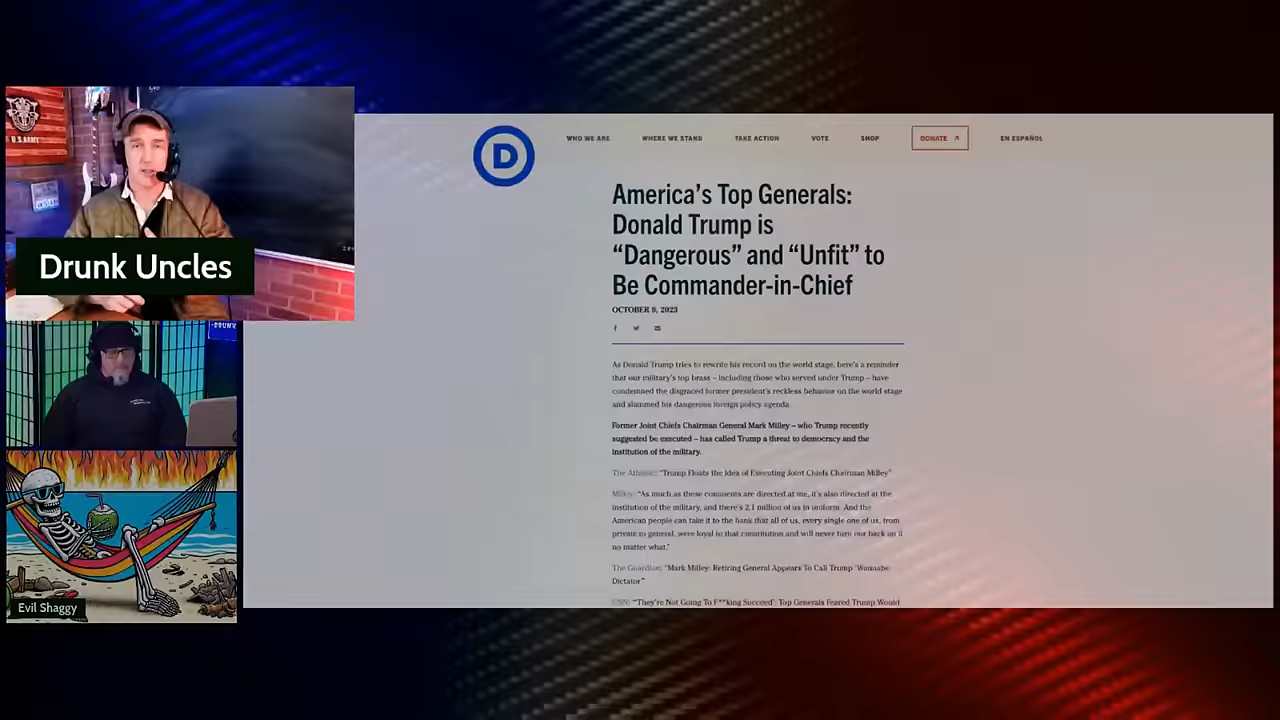 U.S. ARMY
Drunk Uncles
Evil Shaggy
D
WHO WE ARE
WHERE WE STAND
TAKE ACTION
VOTE
SHOP
DONATE ↗
EN ESPAÑOL
America's Top Generals:
Donald Trump is
“Dangerous” and “Unfit” to
Be Commander-in-Chief
OCTOBER 9, 2023
As Donald Trump tries to rewrite his record on the world stage, here's a reminder
that our military's top brass – including those who served under Trump – have
condemned the disgraced former president's reckless behavior on the world stage
and slammed his dangerous foreign policy agenda.
Former Joint Chiefs Chairman General Mark Milley – who Trump recently
suggested be executed – has called Trump a threat to democracy and the
institution of the military.
The Atlantic: “Trump Floats the Idea of Executing Joint Chiefs Chairman Milley”
Milley: “As much as these comments are directed at me, it's also directed at the
institution of the military, and there's 2.1 million of us in uniform. And the
American people can take it to the bank that all of us, every single one of us, from
private to general, were loyal to that constitution and will never turn our back on it
no matter what.”
The Guardian: “Mark Milley: Retiring General Appears To Call Trump ‘Wannabe
Dictator’”
CNN: “‘They're Not Going To F**king Succeed’: Top Generals Feared Trump Would